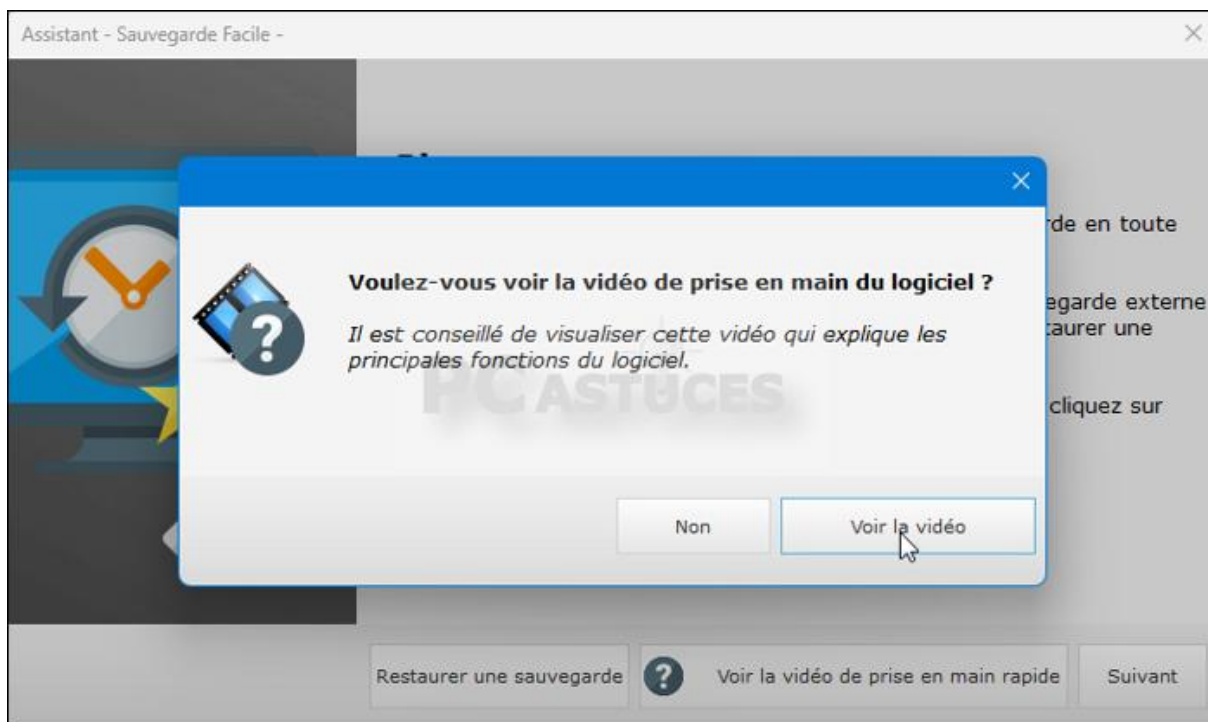 Assistant - Sauvegarde Facile -
rde en toute
Voulez-vous voir la vidéo de prise en main du logiciel ?
egarde externe
Il est conseillé de visualiser cette vidéo qui explique les
taurer une
principales fonctions du logiciel.
PC ASTUCES
cliquez sur
Non
Voir la vidéo
Restaurer une sauvegarde
? Voir la vidéo de prise en main rapide
Suivant